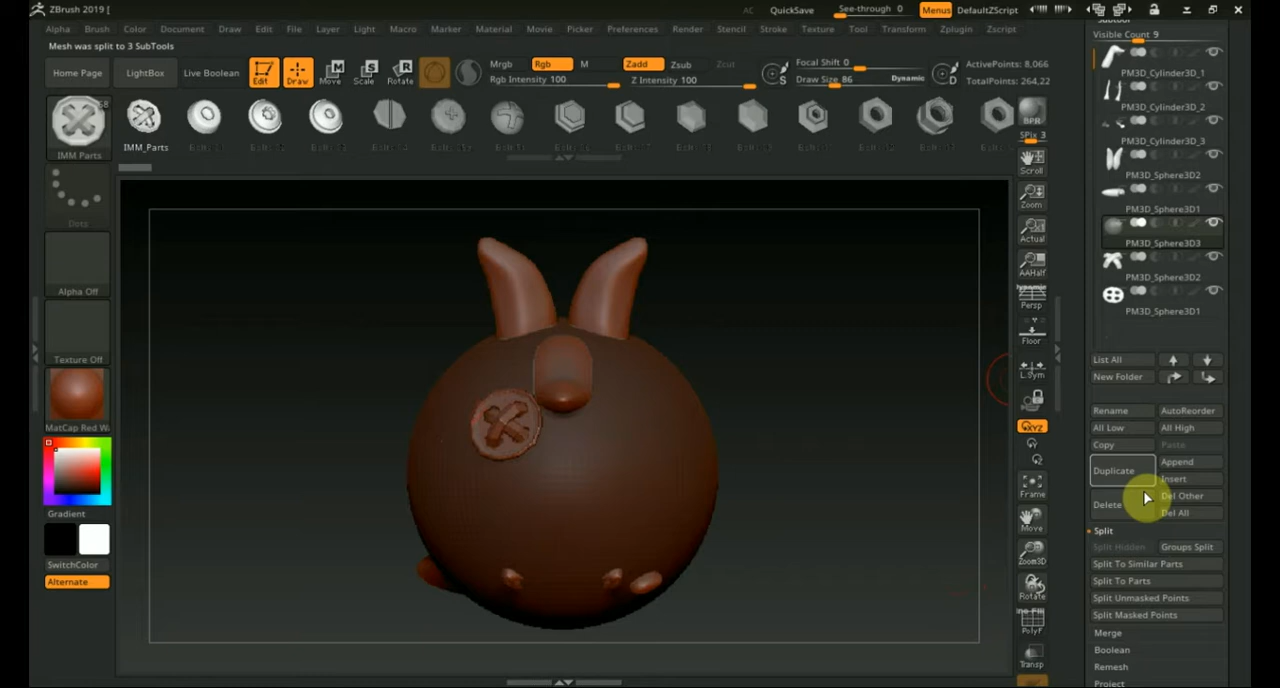 ZBrush 2019 [
AC QuickSave See-through 0 Menus DefaultZScript
Alpha Brush Color Document Draw Edit File Layer Light Macro Marker Material Movie Picker Preferences Render Stencil Stroke Texture Tool Transform Zplugin Zscript
Mesh was split to 3 SubTools
Home Page LightBox Live Boolean Edit Draw Move Scale Rotate
Mrgb Rgb Zadd Zsub Zcut
Rgb Intensity 100 Z Intensity 100
Focal Shift 0
Draw Size 86 Dynamic
ActivePoints: 8,066
TotalPoints: 264,22
IMM Parts
IMM_Parts
Dots
Alpha Off
Texture Off
MatCap Red Wa
Gradient
SwitchColor
Alternate
BPR
SPix 3
Scroll
Zoom
Actual
AAHalf
Persp
Floor
L.Sym
XYZ
Frame
Move
Zoom3D
Rotate
PolyF
Transp
Subtool
Visible Count 9
PM3D_Cylinder3D_1
PM3D_Cylinder3D_2
PM3D_Cylinder3D_3
PM3D_Sphere3D2
PM3D_Sphere3D1
PM3D_Sphere3D3
PM3D_Sphere3D2
PM3D_Sphere3D1
List All
New Folder
Rename AutoReorder
All Low All High
Copy Paste
Duplicate Append
Insert
Delete Del Other
Del All
Split
Split Hidden Groups Split
Split To Similar Parts
Split To Parts
Split Unmasked Points
Split Masked Points
Merge
Boolean
Remesh
Project